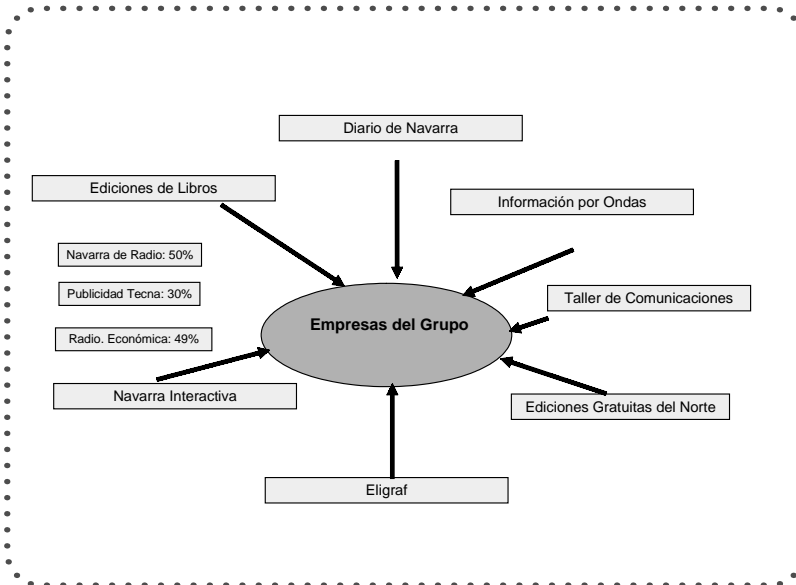 Diario de Navarra
Ediciones de Libros
Información por Ondas
Navarra de Radio: 50%
Publicidad Tecna: 30%
Taller de Comunicaciones
Empresas del Grupo
Radio. Económica: 49%
Navarra Interactiva
Ediciones Gratuitas del Norte
Eligraf